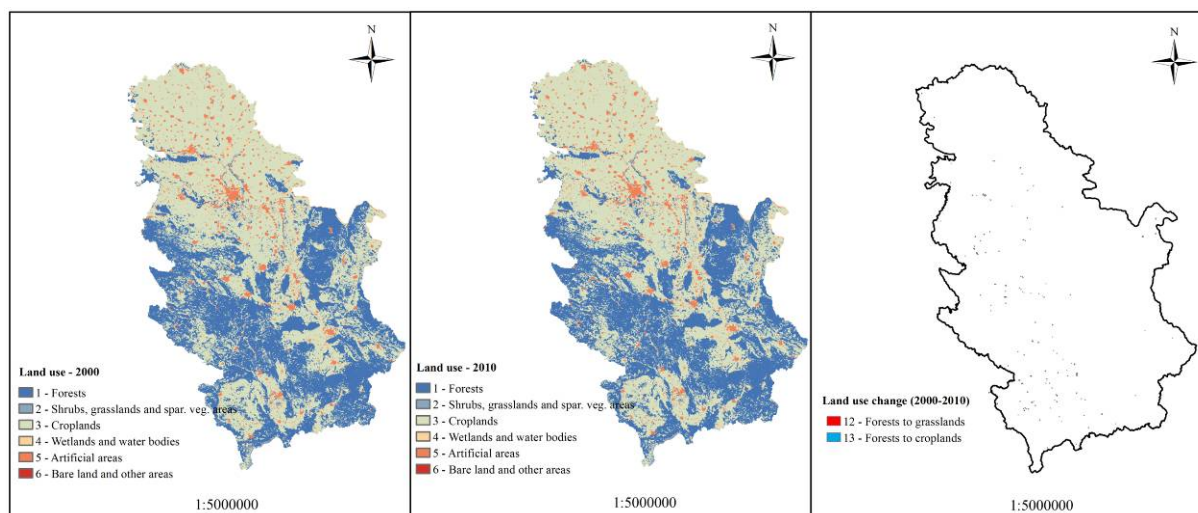 N
Land use - 2000
1 - Forests
2 - Shrubs, grasslands and spar. veg. areas
3 - Croplands
4 - Wetlands and water bodies
5 - Artificial areas
6 - Bare land and other areas
1:5000000
N
Land use - 2010
1 - Forests
2 - Shrubs, grasslands and spar. veg. areas
3 - Croplands
4 - Wetlands and water bodies
5 - Artificial areas
6 - Bare land and other areas
1:5000000
N
Land use change (2000-2010)
12 - Forests to grasslands
13 - Forests to croplands
1:5000000